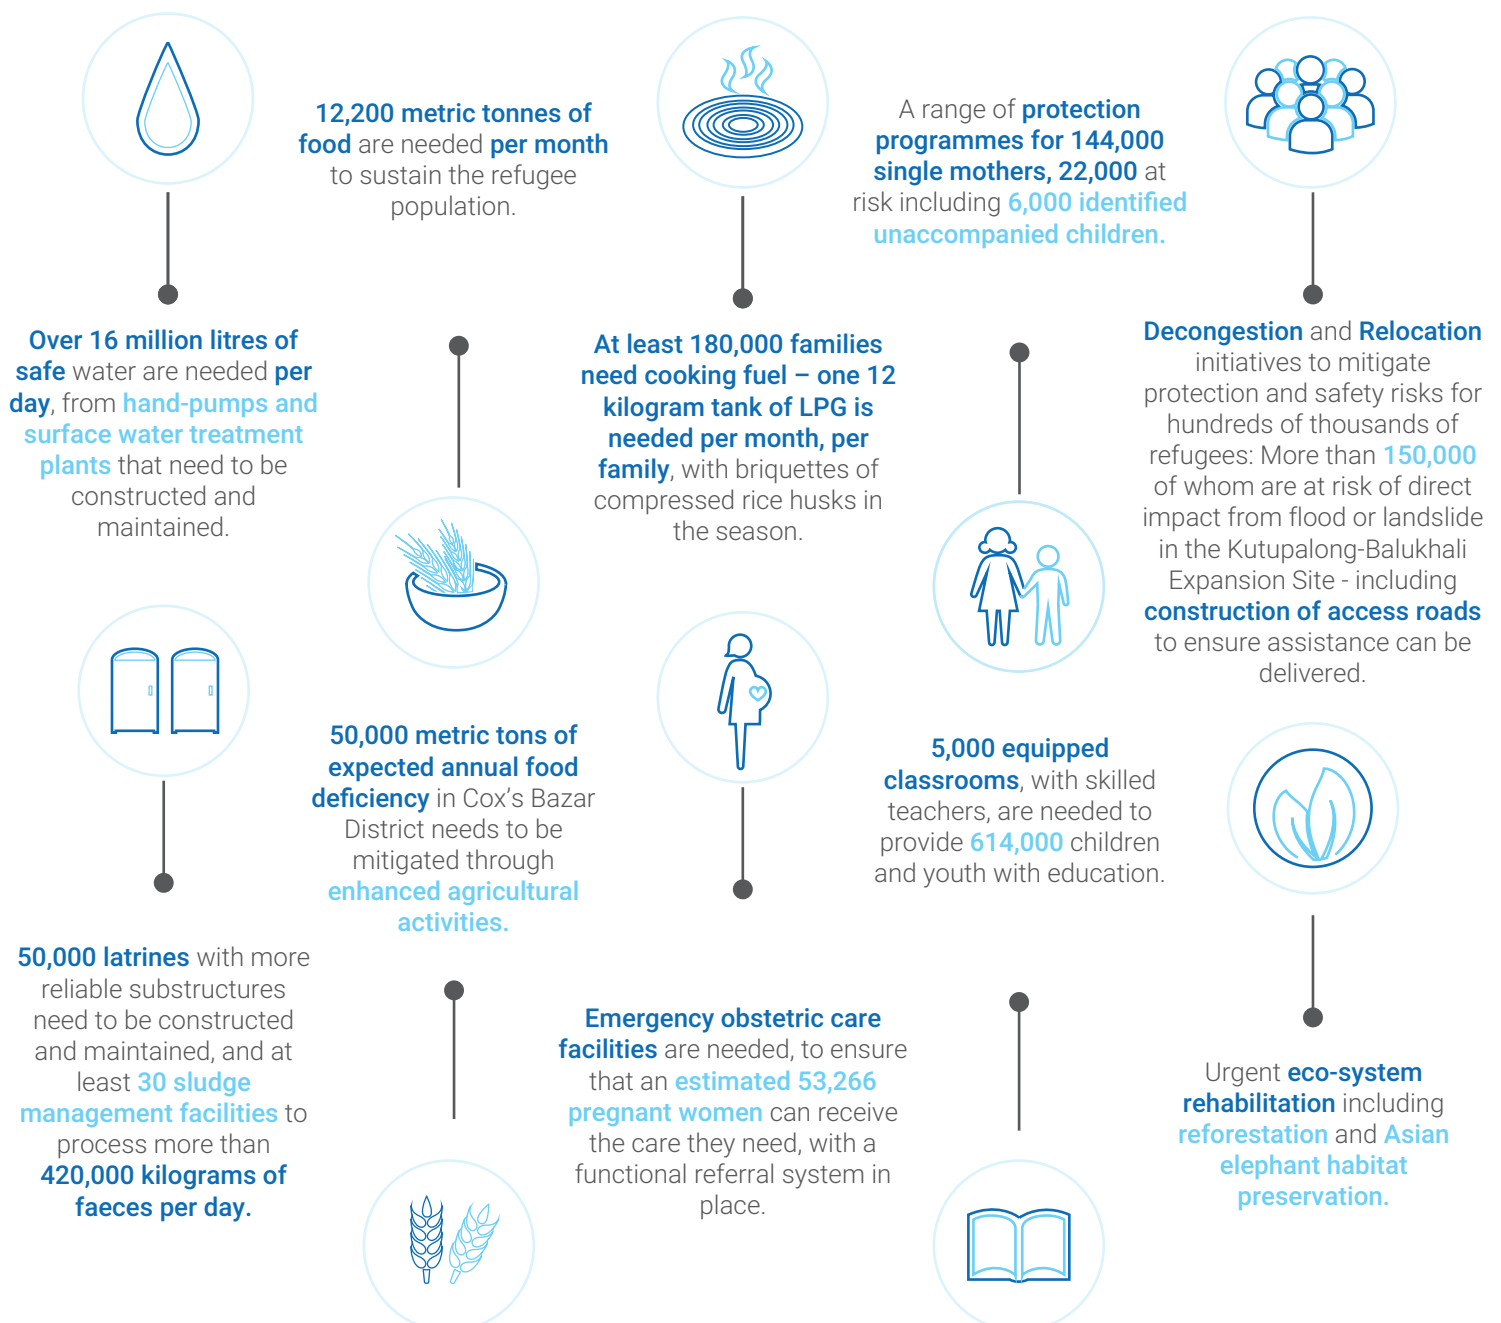 12,200 metric tonnes of
food are needed per month
to sustain the refugee
population.
A range of protection
programmes for 144,000
single mothers, 22,000 at
risk including 6,000 identified
unaccompanied children.
Over 16 million litres of
safe water are needed per
day, from hand-pumps and
surface water treatment
plants that need to be
constructed and
maintained.
At least 180,000 families
need cooking fuel – one 12
kilogram tank of LPG is
needed per month, per
family, with briquettes of
compressed rice husks in
the season.
Decongestion and Relocation
initiatives to mitigate
protection and safety risks for
hundreds of thousands of
refugees: More than 150,000
of whom are at risk of direct
impact from flood or landslide
in the Kutupalong-Balukhali
Expansion Site - including
construction of access roads
to ensure assistance can be
delivered.
50,000 metric tons of
expected annual food
deficiency in Cox's Bazar
District needs to be
mitigated through
enhanced agricultural
activities.
5,000 equipped
classrooms, with skilled
teachers, are needed to
provide 614,000 children
and youth with education.
50,000 latrines with more
reliable substructures
need to be constructed
and maintained, and at
least 30 sludge
management facilities to
process more than
420,000 kilograms of
faeces per day.
Emergency obstetric care
facilities are needed, to ensure
that an estimated 53,266
pregnant women can receive
the care they need, with a
functional referral system in
place.
Urgent eco-system
rehabilitation including
reforestation and Asian
elephant habitat
preservation.